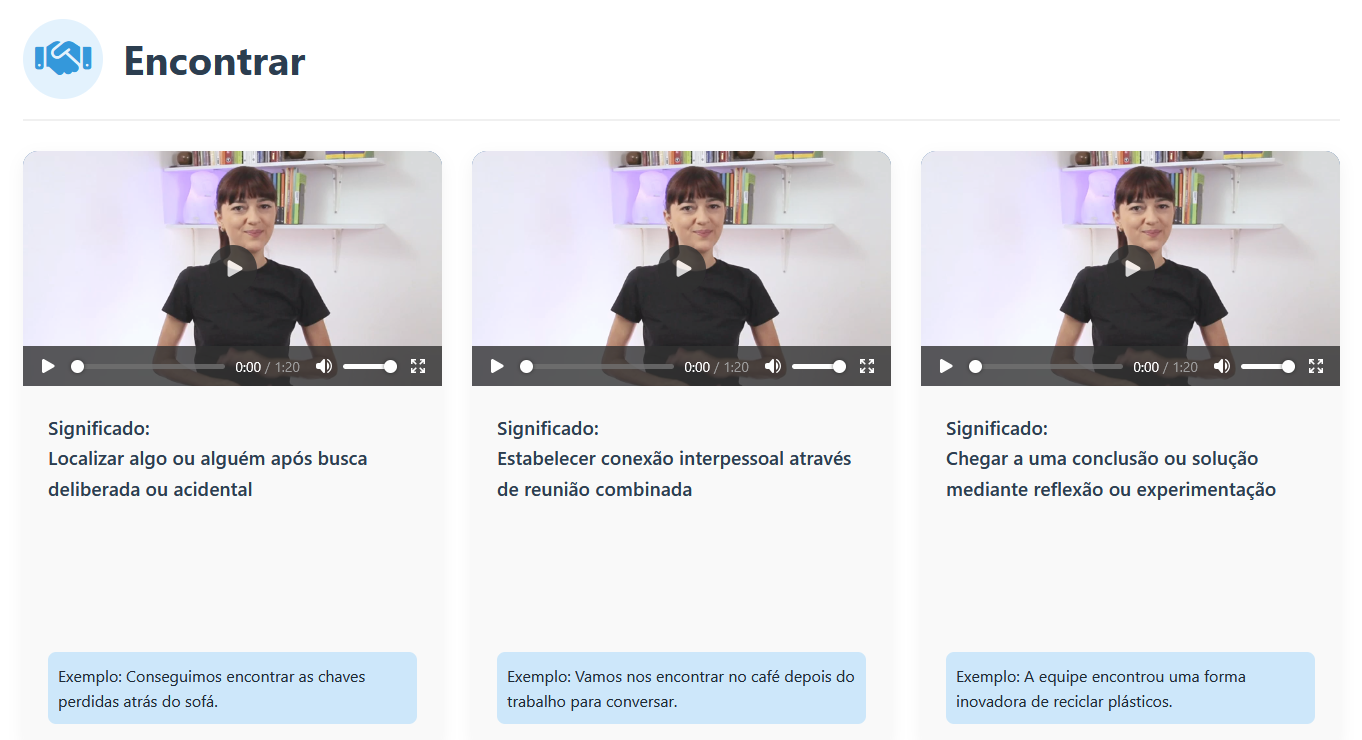 Encontrar
0:00 / 1:20
0:00 / 1:20
0:00 / 1:20
Significado:
Localizar algo ou alguém após busca
deliberada ou acidental
Exemplo: Conseguimos encontrar as chaves
perdidas atrás do sofá.
Significado:
Estabelecer conexão interpessoal através
de reunião combinada
Exemplo: Vamos nos encontrar no café depois do
trabalho para conversar.
Significado:
Chegar a uma conclusão ou solução
mediante reflexão ou experimentação
Exemplo: A equipe encontrou uma forma
inovadora de reciclar plásticos.